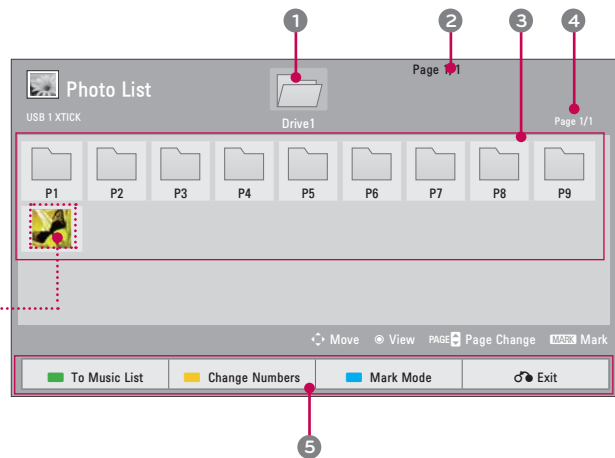 1 2 3 4
Page 1/1
Photo List
USB 1 XTICK
Drive1
Page 1/1
P1 P2 P3 P4 P5 P6 P7 P8 P9
Move View PAGE Page Change MARK Mark
To Music List Change Numbers Mark Mode Exit
5